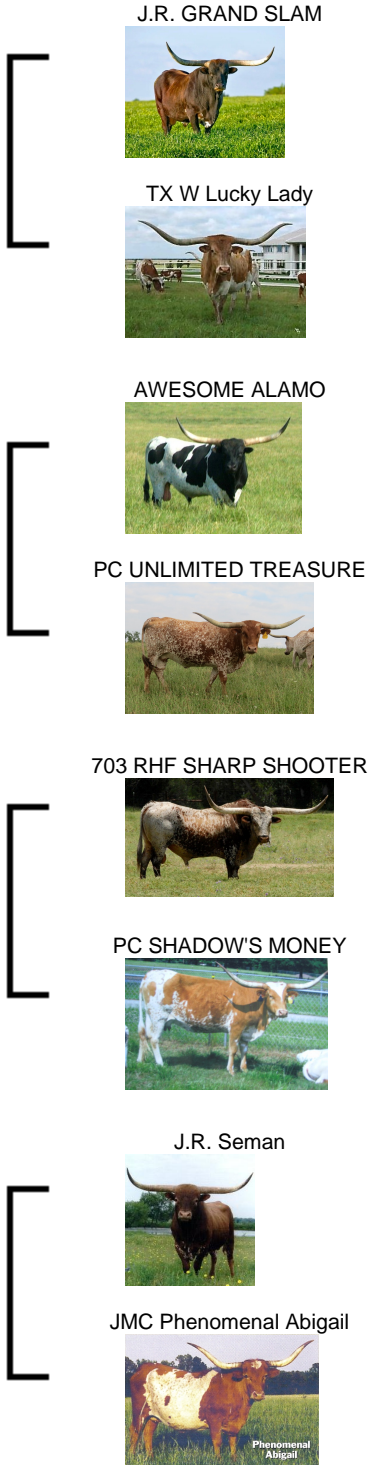 J.R. GRAND SLAM
TX W Lucky Lady
AWESOME ALAMO
PC UNLIMITED TREASURE
703 RHF SHARP SHOOTER
PC SHADOW'S MONEY
J.R. Seman
JMC Phenomenal Abigail
Phenomenal
Abigail